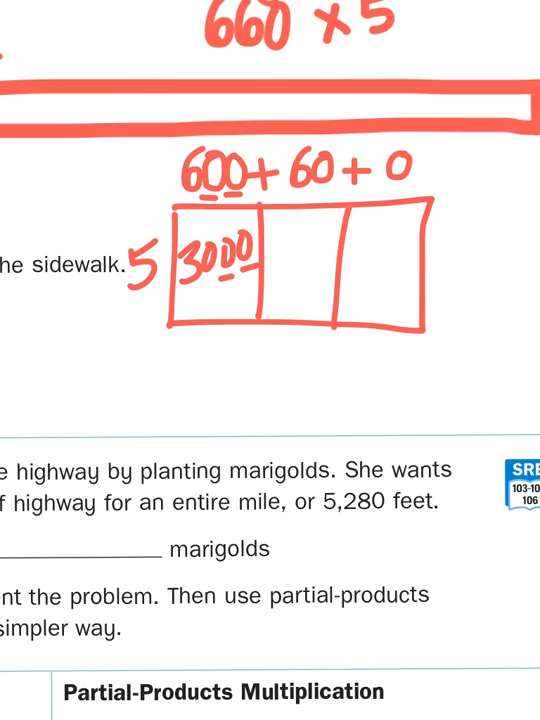 660 × 5
600 + 60 + 0
he sidewalk. 5 3000
e highway by planting marigolds. She wants
SRB
f highway for an entire mile, or 5,280 feet.
103-10
106
marigolds
nt the problem. Then use partial-products
simpler way.
Partial-Products Multiplication